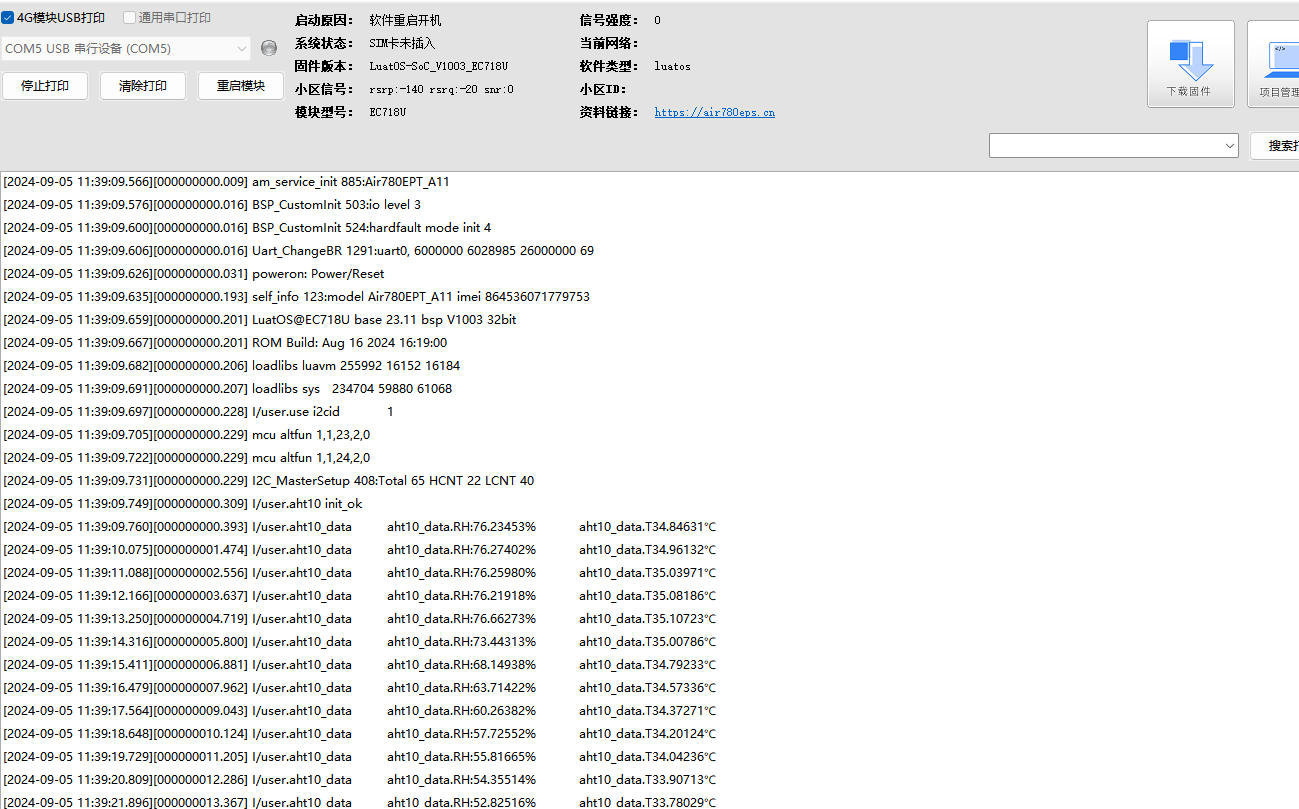 4G模块USB打印 通用串口打印
COM5 USB 串行设备 (COM5)
停止打印 清除打印 重启模块
启动原因： 软件重启开机
系统状态： SIM卡未插入
固件版本： LuatOS-SoC_V1003_EC718U
小区信号： rsrp:-140 rsrq:-20 snr:0
模块型号： EC718U
信号强度： 0
当前网络：
软件类型： luatos
小区ID：
资料链接： https://air780eps.cn
下载固件
项目管理
搜索打
[2024-09-05 11:39:09.566][000000000.009] am_service_init 885:Air780EPT_A11
[2024-09-05 11:39:09.576][000000000.016] BSP_CustomInit 503:io level 3
[2024-09-05 11:39:09.600][000000000.016] BSP_CustomInit 524:hardfault mode init 4
[2024-09-05 11:39:09.606][000000000.016] Uart_ChangeBR 1291:uart0, 6000000 6028985 26000000 69
[2024-09-05 11:39:09.626][000000000.031] poweron: Power/Reset
[2024-09-05 11:39:09.635][000000000.193] self_info 123:model Air780EPT_A11 imei 864536071779753
[2024-09-05 11:39:09.659][000000000.201] LuatOS@EC718U base 23.11 bsp V1003 32bit
[2024-09-05 11:39:09.667][000000000.201] ROM Build: Aug 16 2024 16:19:00
[2024-09-05 11:39:09.682][000000000.206] loadlibs luavm 255992 16152 16184
[2024-09-05 11:39:09.691][000000000.207] loadlibs sys 234704 59880 61068
[2024-09-05 11:39:09.697][000000000.228] I/user.use i2cid 1
[2024-09-05 11:39:09.705][000000000.229] mcu altfun 1,1,23,2,0
[2024-09-05 11:39:09.722][000000000.229] mcu altfun 1,1,24,2,0
[2024-09-05 11:39:09.731][000000000.229] I2C_MasterSetup 408:Total 65 HCNT 22 LCNT 40
[2024-09-05 11:39:09.749][000000000.309] I/user.aht10 init_ok
[2024-09-05 11:39:09.760][000000000.393] I/user.aht10_data aht10_data.RH:76.23453% aht10_data.T34.84631℃
[2024-09-05 11:39:10.075][000000001.474] I/user.aht10_data aht10_data.RH:76.27402% aht10_data.T34.96132℃
[2024-09-05 11:39:11.088][000000002.556] I/user.aht10_data aht10_data.RH:76.25980% aht10_data.T35.03971℃
[2024-09-05 11:39:12.166][000000003.637] I/user.aht10_data aht10_data.RH:76.21918% aht10_data.T35.08186℃
[2024-09-05 11:39:13.250][000000004.719] I/user.aht10_data aht10_data.RH:76.66273% aht10_data.T35.10723℃
[2024-09-05 11:39:14.316][000000005.800] I/user.aht10_data aht10_data.RH:73.44313% aht10_data.T35.00786℃
[2024-09-05 11:39:15.411][000000006.881] I/user.aht10_data aht10_data.RH:68.14938% aht10_data.T34.79233℃
[2024-09-05 11:39:16.479][000000007.962] I/user.aht10_data aht10_data.RH:63.71422% aht10_data.T34.57336℃
[2024-09-05 11:39:17.564][000000009.043] I/user.aht10_data aht10_data.RH:60.26382% aht10_data.T34.37271℃
[2024-09-05 11:39:18.648][000000010.124] I/user.aht10_data aht10_data.RH:57.72552% aht10_data.T34.20124℃
[2024-09-05 11:39:19.729][000000011.205] I/user.aht10_data aht10_data.RH:55.81665% aht10_data.T34.04236℃
[2024-09-05 11:39:20.809][000000012.286] I/user.aht10_data aht10_data.RH:54.35514% aht10_data.T33.90713℃
[2024-09-05 11:39:21.896][000000013.367] I/user.aht10_data aht10_data.RH:52.82516% aht10_data.T33.78029℃